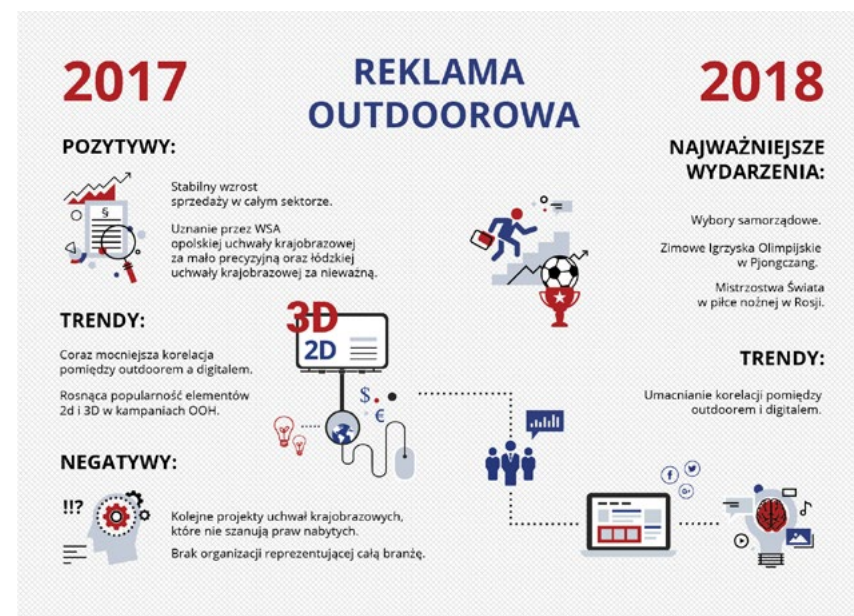 2017
REKLAMA
OUTDOOROWA
2018
POZYTYWY:
Stabilny wzrost
sprzedaży w całym sektorze.
Uznanie przez WSA
opolskiej uchwały krajobrazowej
za mało precyzyjną oraz łódzkiej
uchwały krajobrazowej za nieważną.
§
TRENDY:
Coraz mocniejsza korelacja
pomiędzy outdoorem a digitalem.
Rosnąca popularność elementów
2d i 3D w kampaniach OOH.
3D
2D
$
€
NEGATYWY:
!!?
Kolejne projekty uchwał krajobrazowych,
które nie szanują praw nabytych.
Brak organizacji reprezentującej całą branżę.
NAJWAŻNIEJSZE
WYDARZENIA:
Wybory samorządowe.
Zimowe Igrzyska Olimpijskie
w Pjongczang.
Mistrzostwa Świata
w piłce nożnej w Rosji.
TRENDY:
Umacnianie korelacji pomiędzy
outdoorem i digitalem.
f
G+